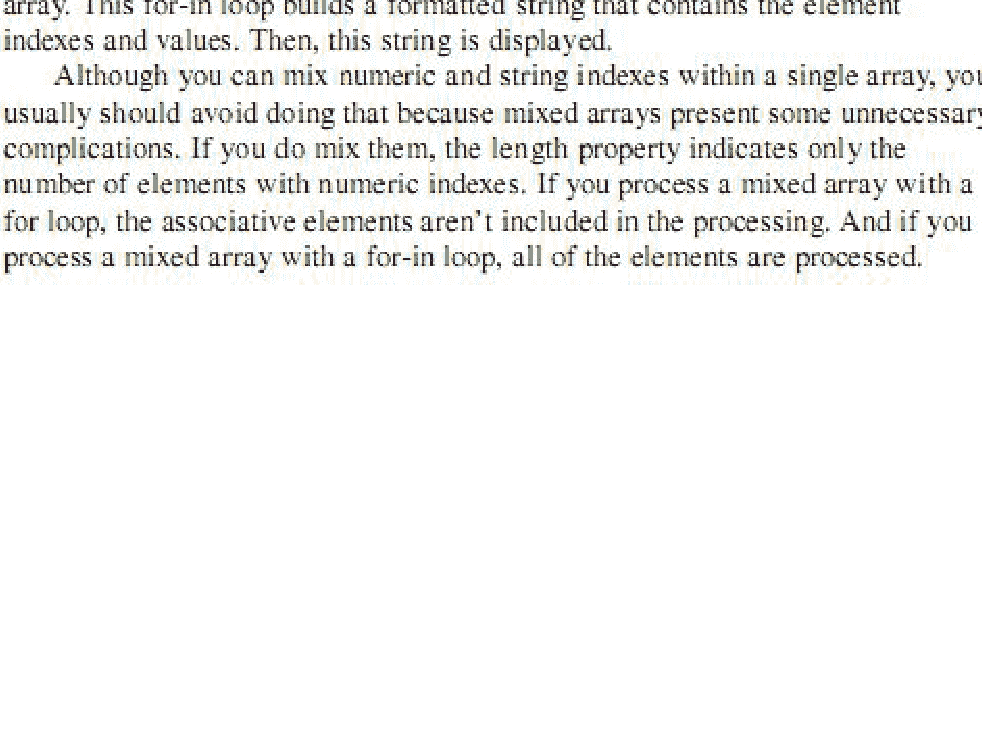 array. This for-in loop builds a formatted string that contains the element
indexes and values. Then, this string is displayed.
Although you can mix numeric and string indexes within a single array, you
usually should avoid doing that because mixed arrays present some unnecessary
complications. If you do mix them, the length property indicates only the
number of elements with numeric indexes. If you process a mixed array with a
for loop, the associative elements aren't included in the processing. And if you
process a mixed array with a for-in loop, all of the elements are processed.